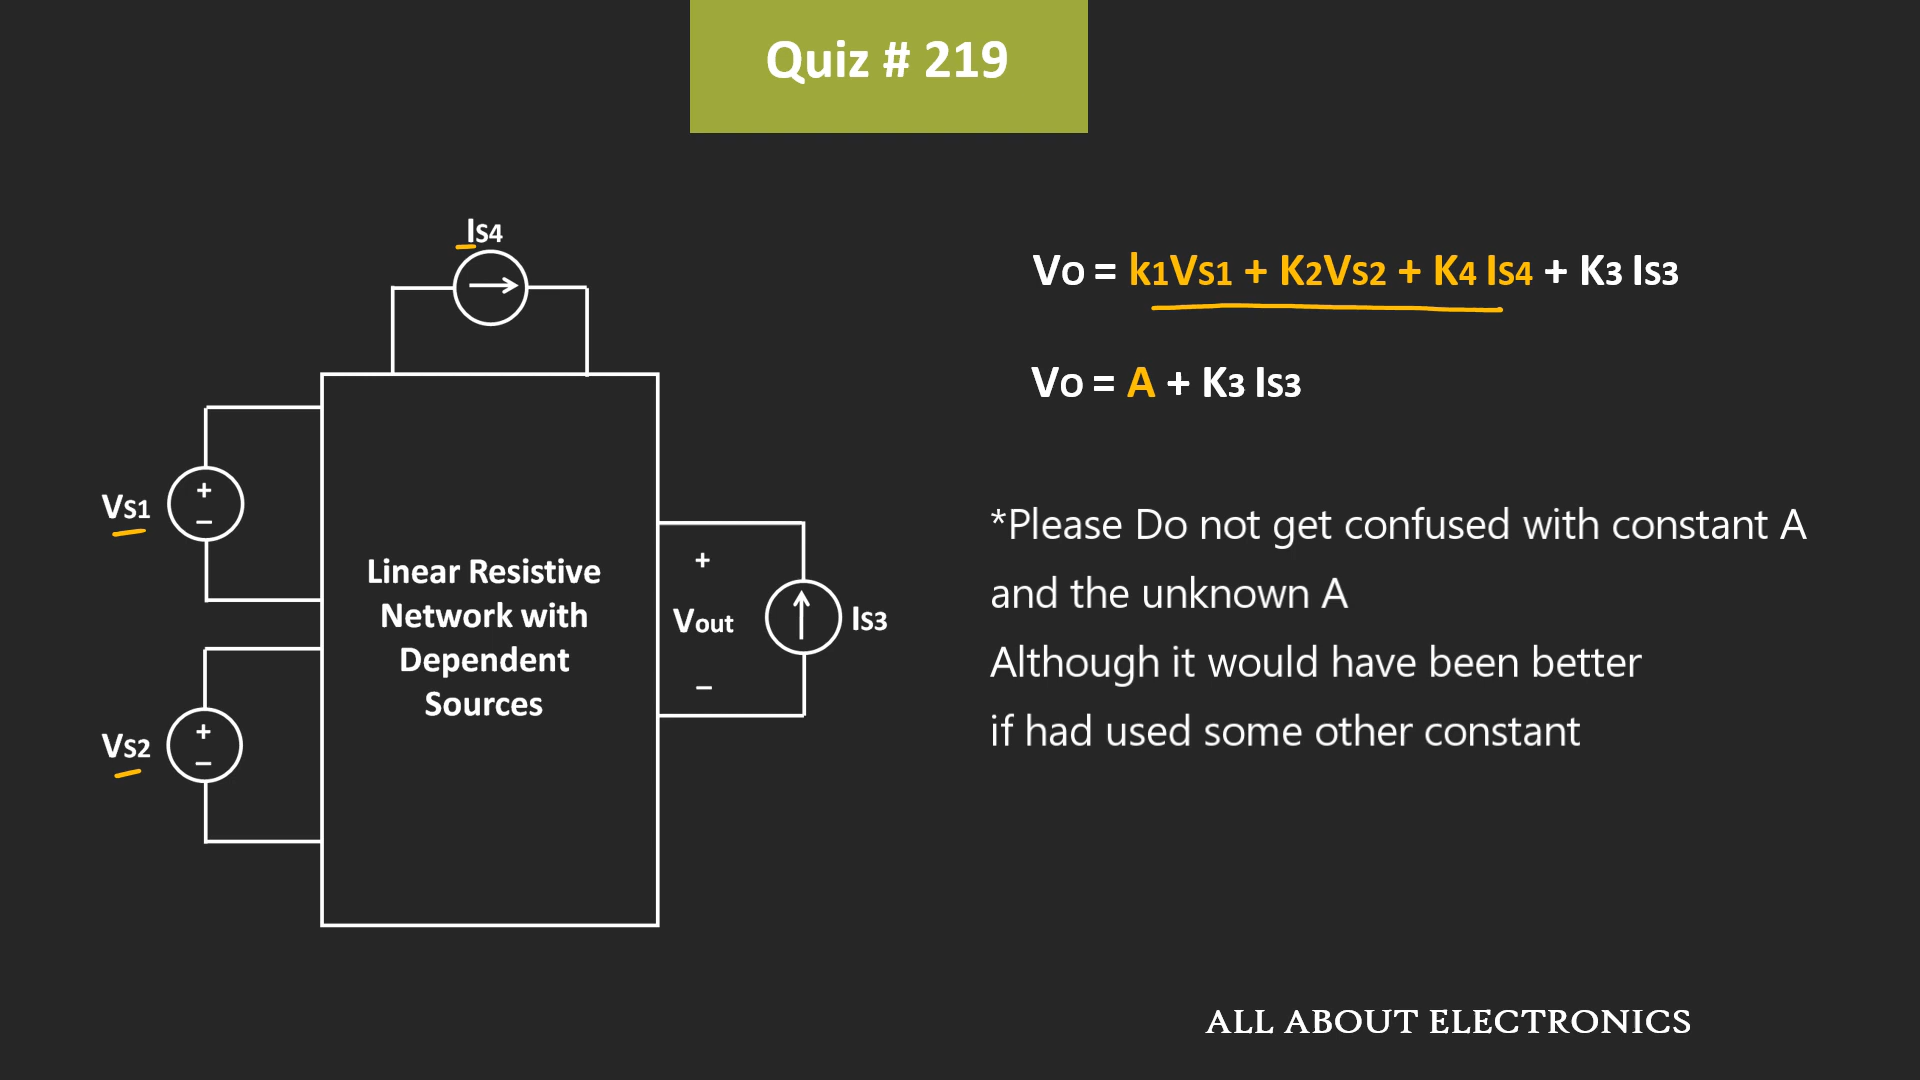 Quiz # 219
IS4
VO = k1VS1 + K2VS2 + K4 IS4 + K3 IS3
VO = A + K3 IS3
VS1
+
–
*Please Do not get confused with constant A
and the unknown A
Although it would have been better
if had used some other constant
Linear Resistive
Network with
Dependent
Sources
+
Vout
–
IS3
VS2
+
–
ALL ABOUT ELECTRONICS